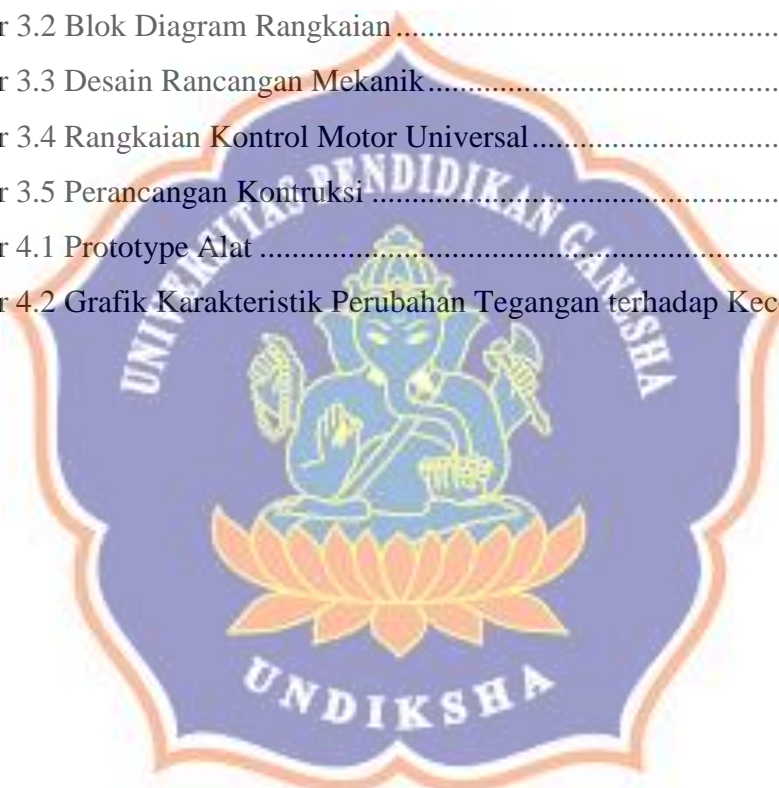 r 3.2 Blok Diagram Rangkaian.......................................................
r 3.3 Desain Rancangan Mekanik..................................................
r 3.4 Rangkaian Kontrol Motor Universal...................................
r 3.5 Perancangan Kontruksi ..........................................................
r 4.1 Prototype Alat .........................................................................
r 4.2 Grafik Karakteristik Perubahan Tegangan terhadap Kec
UNIVERSITAS PENDIDIKAN GANESHA
UNDIKSHA